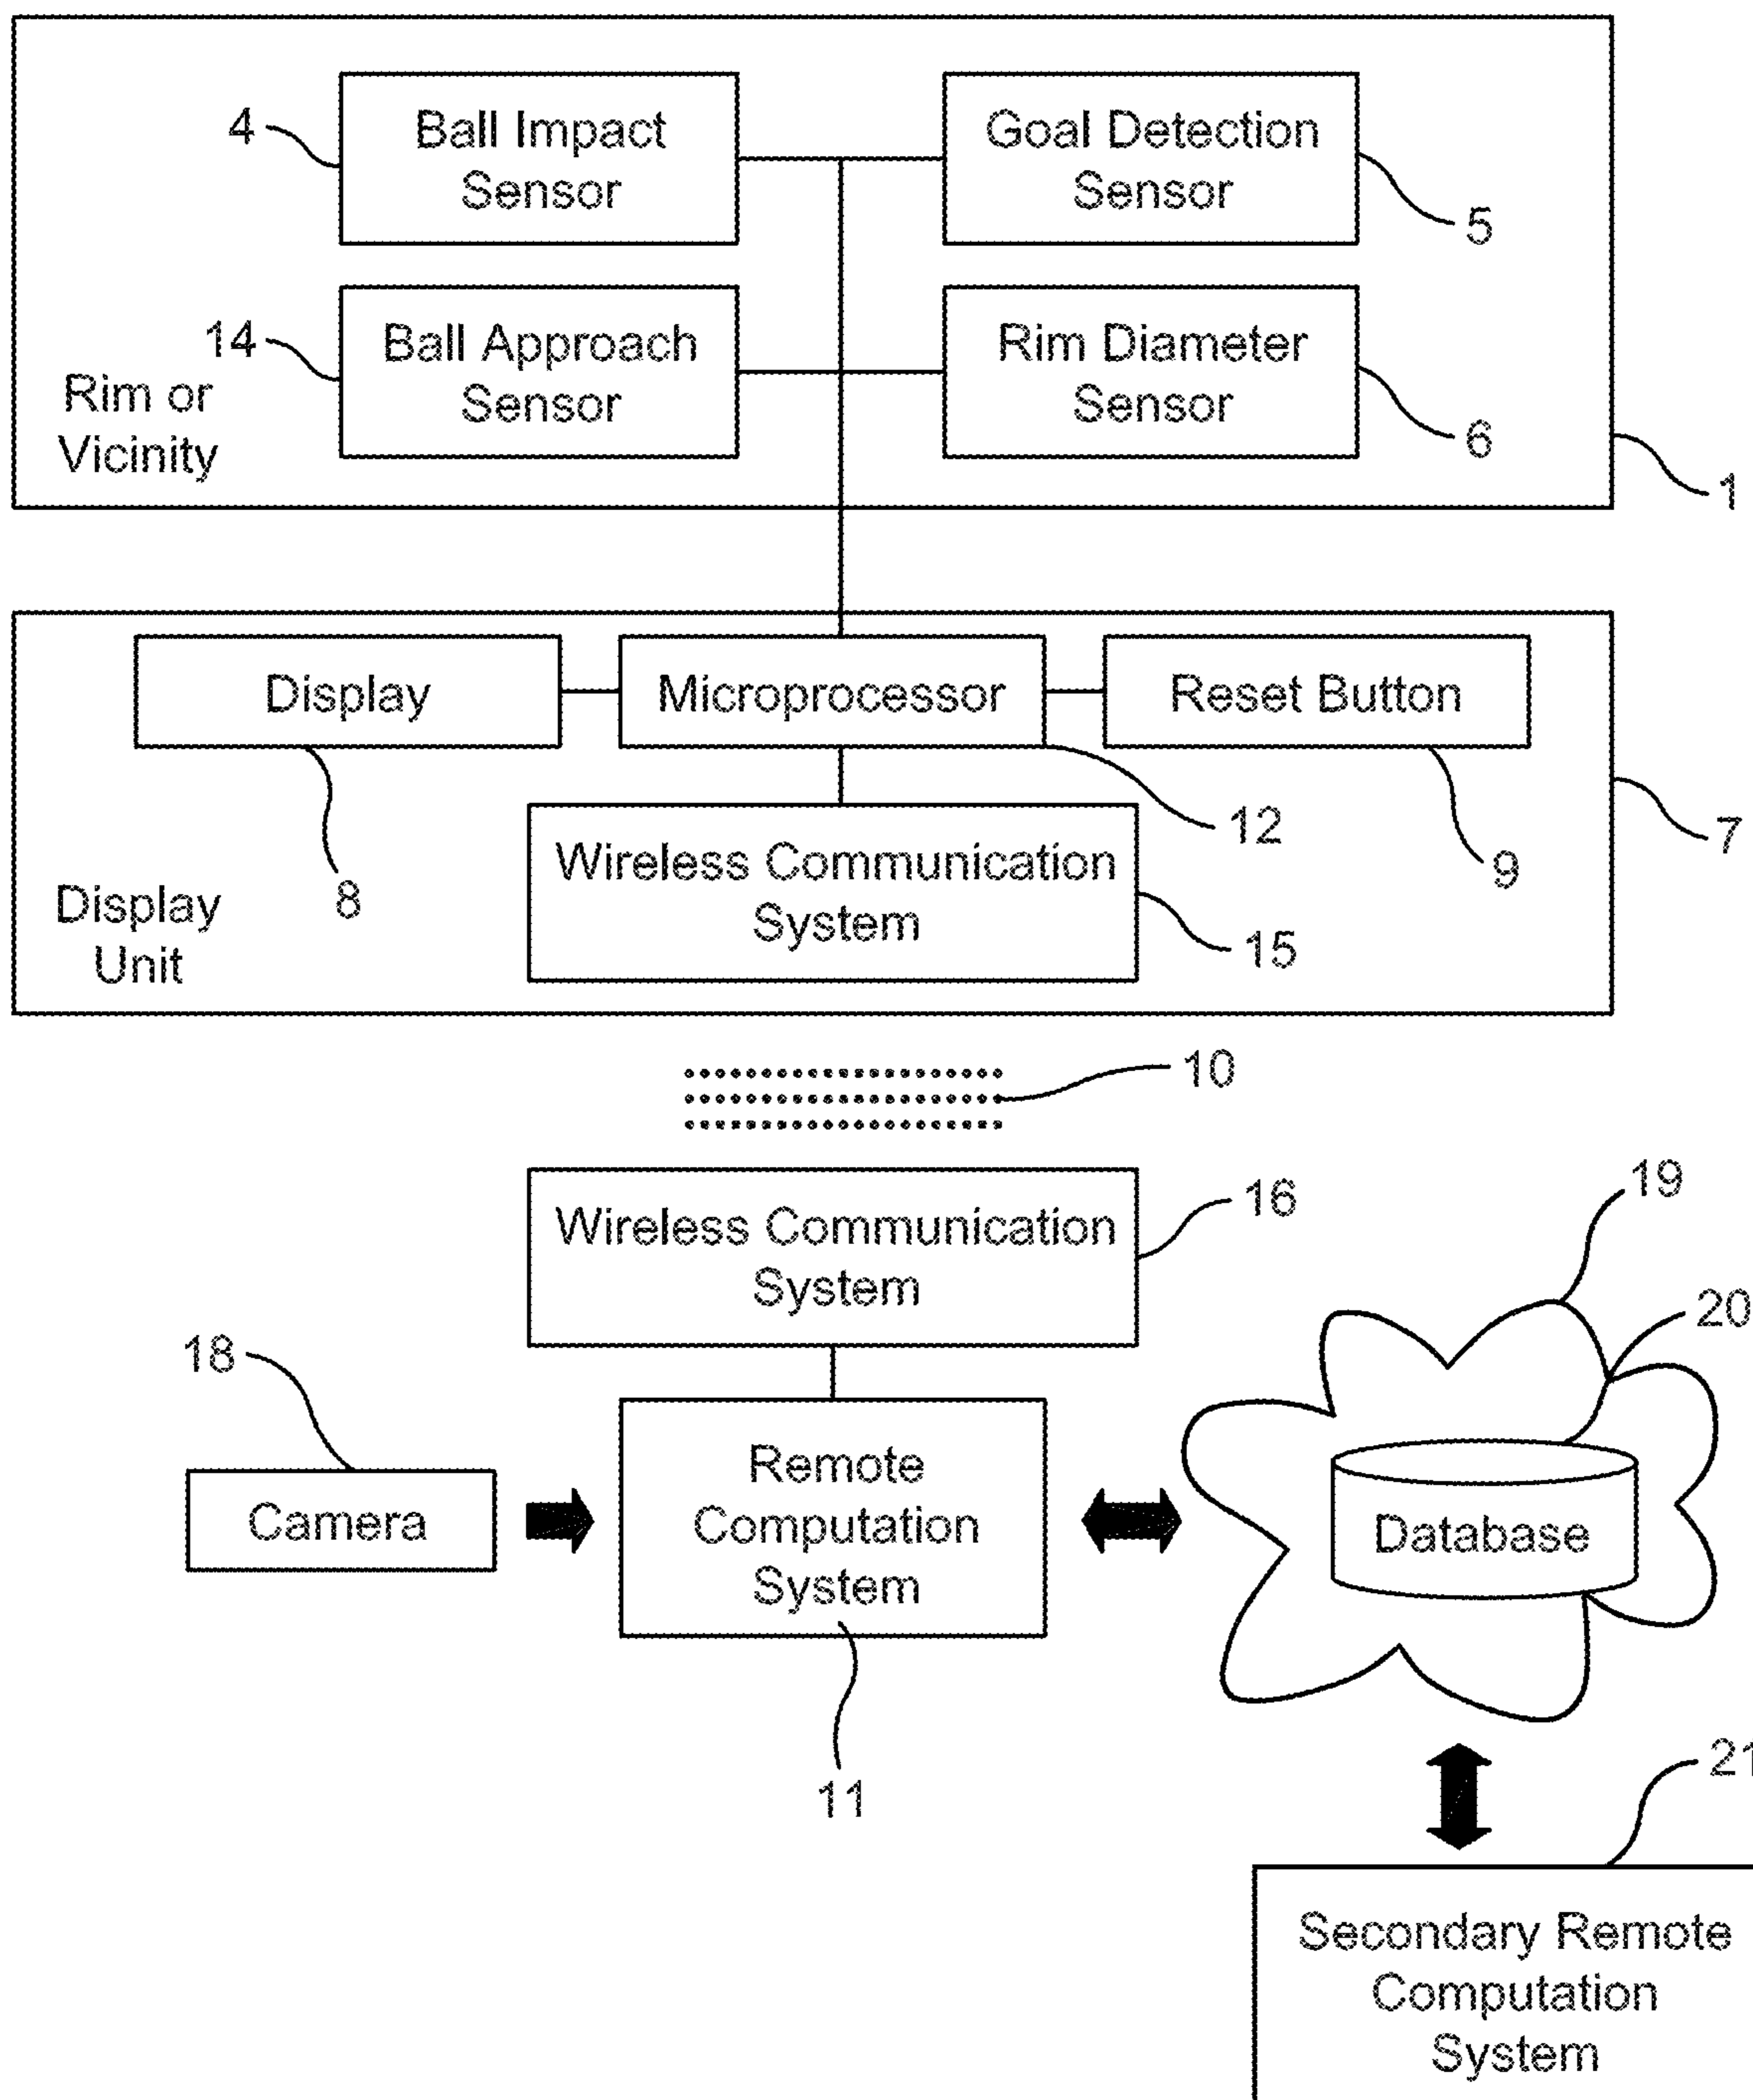 Ball Impact
Sensor
4
Goal Detection
Sensor
5
Ball Approach
Sensor
14
Rim Diameter
Sensor
6
Rim or
Vicinity
1
Display
Microprocessor
Reset Button
8
12
9
7
Wireless Communication
System
15
Display
Unit
10
Wireless Communication
System
16
19
20
18
Camera
Remote
Computation
System
11
Database
21
Secondary Remote
Computation
System